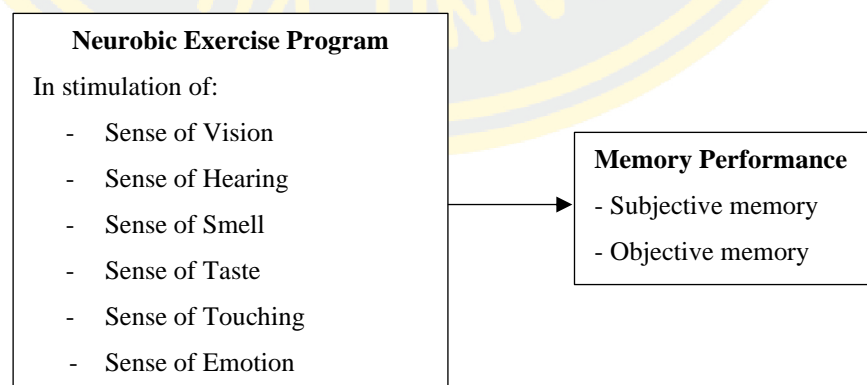 Neurobic Exercise Program
In stimulation of:
- Sense of Vision
- Sense of Hearing
- Sense of Smell
- Sense of Taste
- Sense of Touching
- Sense of Emotion
Memory Performance
- Subjective memory
- Objective memory